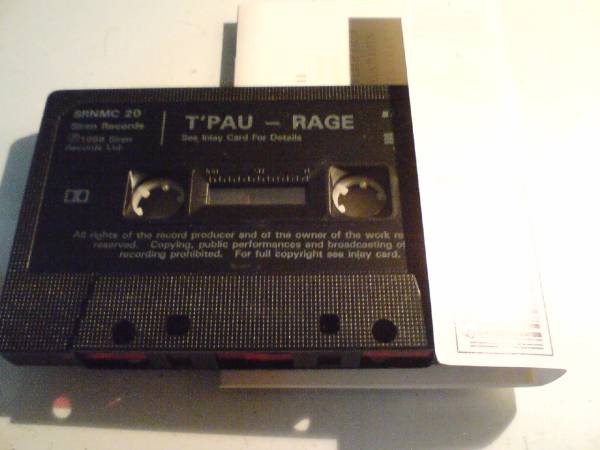 SRNMC 20
Siren Records
℗1988 Siren
Records Ltd.
T'PAU – RAGE
See Inlay Card For Details
All rights of the record producer and of the owner of the work re
reserved. Copying, public performances and broadcasting of
recording prohibited. For full copyright see inlay card.